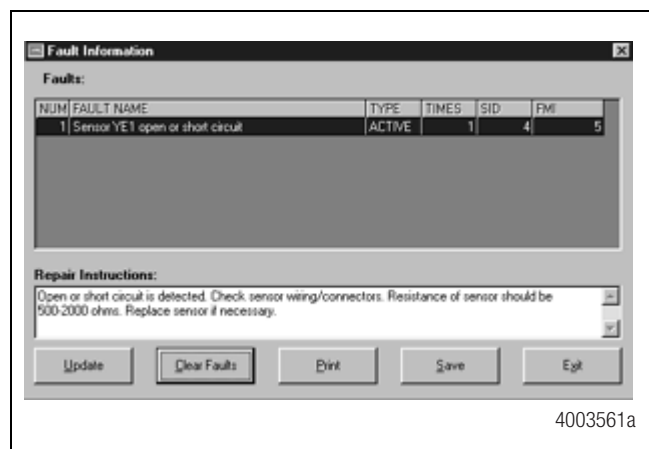 Fault Information
Faults:
NUM FAULT NAME TYPE TIMES SID FMI
1 Sensor YE1 open or short circuit ACTIVE 1 4 5
Repair Instructions:
Open or short circuit is detected. Check sensor wiring/connectors. Resistance of sensor should be
500-2000 ohms. Replace sensor if necessary.
Update Clear Faults Print Save Exit
4003561a